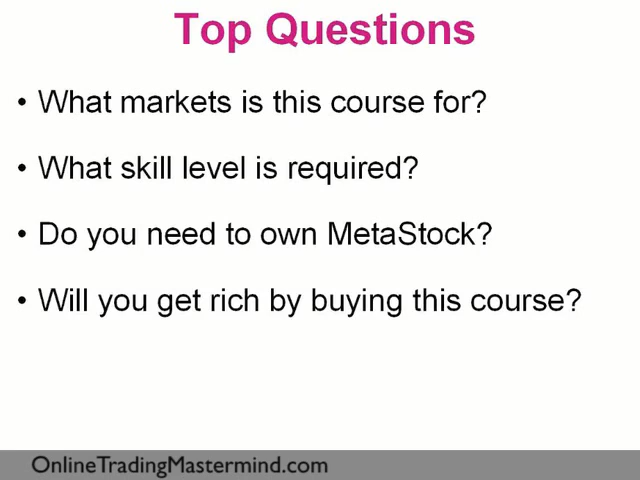 Top Questions
• What markets is this course for?
• What skill level is required?
• Do you need to own MetaStock?
• Will you get rich by buying this course?
OnlineTradingMastermind.com